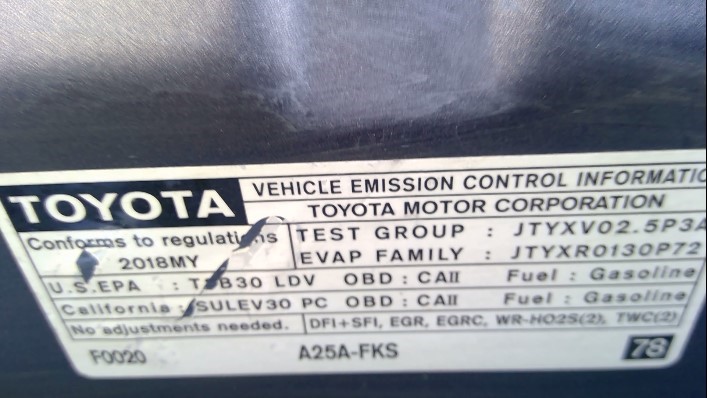 TOYOTA VEHICLE EMISSION CONTROL INFORMATIO
TOYOTA MOTOR CORPORATION
Conforms to regulations TEST GROUP : JTYXV02.5P3A
2018MY EVAP FAMILY : JTYXR0130P72
U.S.EPA : T3B30 LDV OBD : CAII Fuel : Gasoline
California : SULEV30 PC OBD : CAII Fuel : Gasoline
No adjustments needed. DFI+SFI, EGR, EGRC, WR-HO2S(2), TWC(2)
F0020 A25A-FKS 78